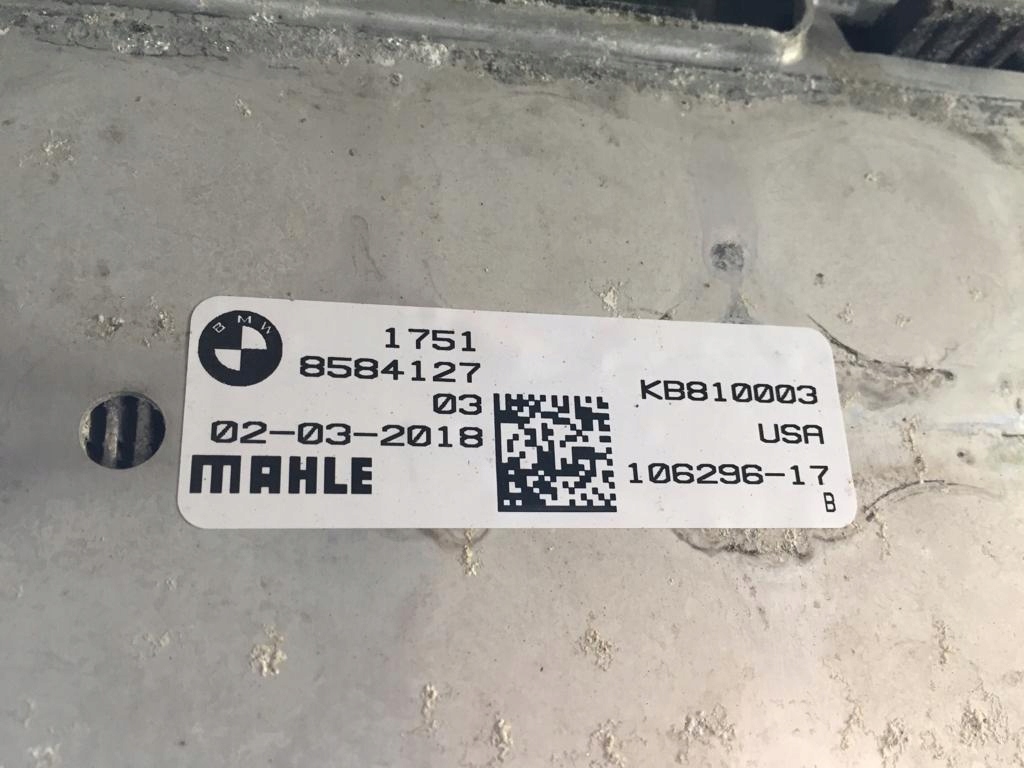 BMW
1751
8584127
03
02-03-2018
MAHLE
KB810003
USA
106296-17
B